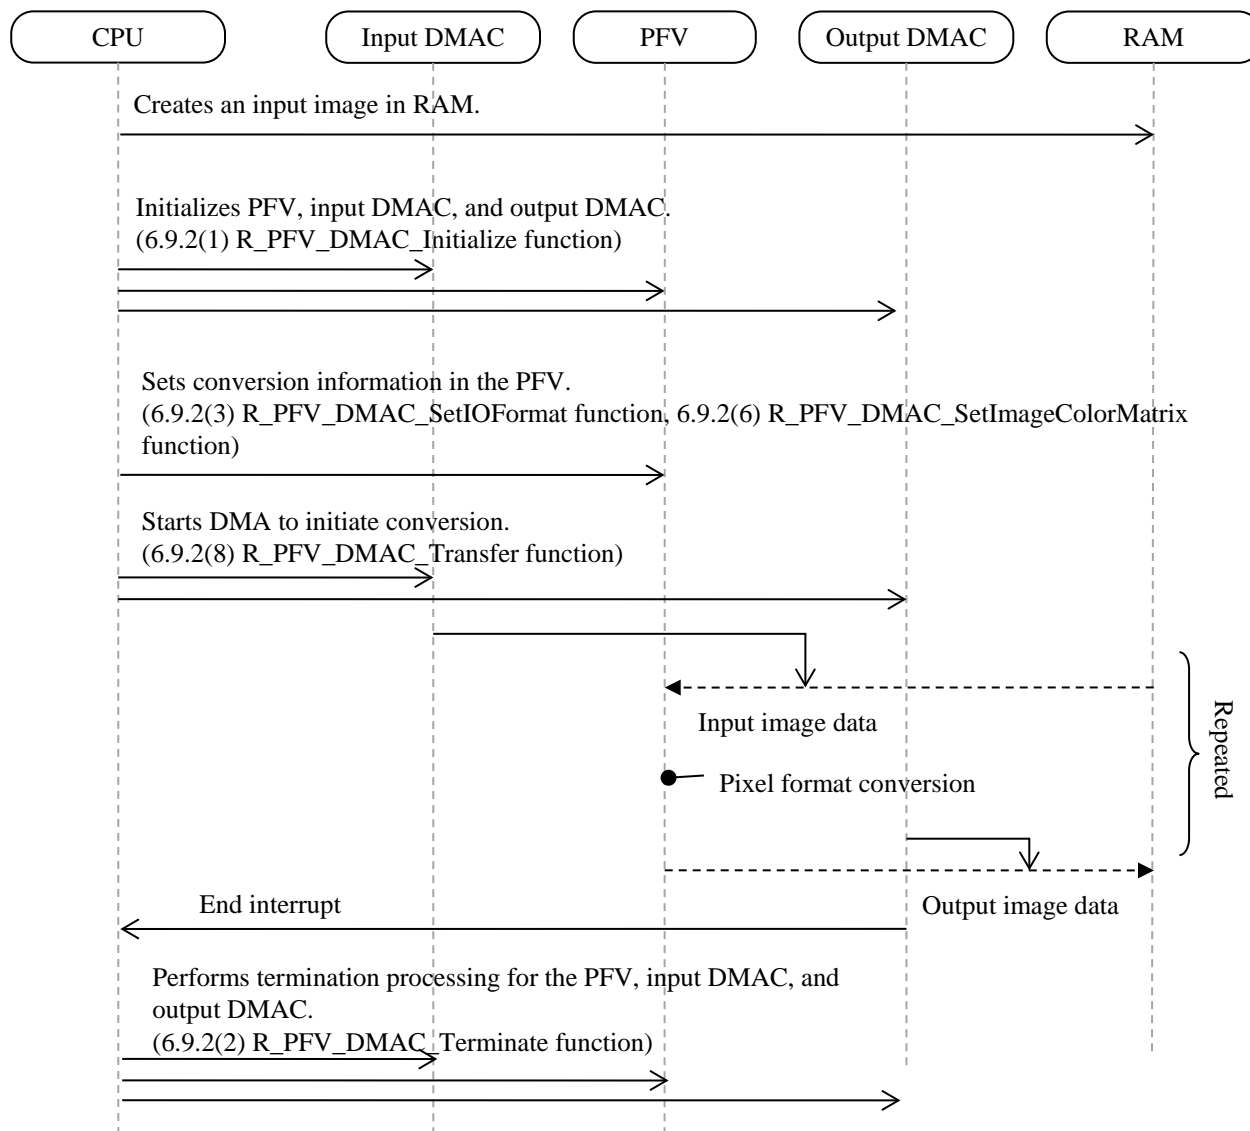 CPU
Input DMAC
PFV
Output DMAC
RAM
Creates an input image in RAM.
Initializes PFV, input DMAC, and output DMAC.
(6.9.2(1) R_PFV_DMAC_Initialize function)
Sets conversion information in the PFV.
(6.9.2(3) R_PFV_DMAC_SetIOFormat function, 6.9.2(6) R_PFV_DMAC_SetImageColorMatrix
function)
Starts DMA to initiate conversion.
(6.9.2(8) R_PFV_DMAC_Transfer function)
Input image data
Repeated
Pixel format conversion
Output image data
End interrupt
Performs termination processing for the PFV, input DMAC, and
output DMAC.
(6.9.2(2) R_PFV_DMAC_Terminate function)